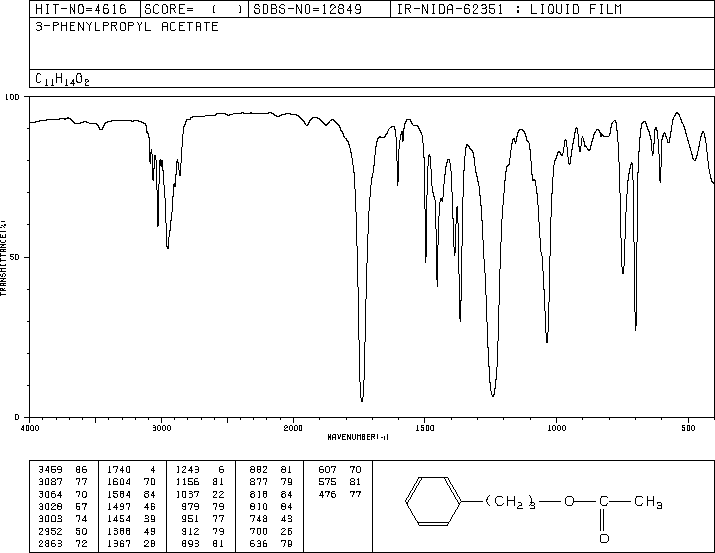 HIT-NO=4616 SCORE= ( ) SDBS-NO=12849 IR-NIDA-62351 : LIQUID FILM
3-PHENYLPROPYL ACETATE
C11H14O2
100
50
0
TRANSMITTANCE(%)
4000 3000 2000 1500 1000 500
WAVENUMBER(-1)
3469 86 1740 4 1243 6 882 81 607 70
3087 77 1604 70 1156 81 877 79 575 81
3064 70 1584 84 1037 22 818 84 476 77
3028 57 1497 46 979 79 810 84
3003 74 1454 39 951 77 748 43
2952 50 1388 49 912 79 700 26
2863 72 1367 28 893 81 636 79
(CH2)3 O C CH3
O